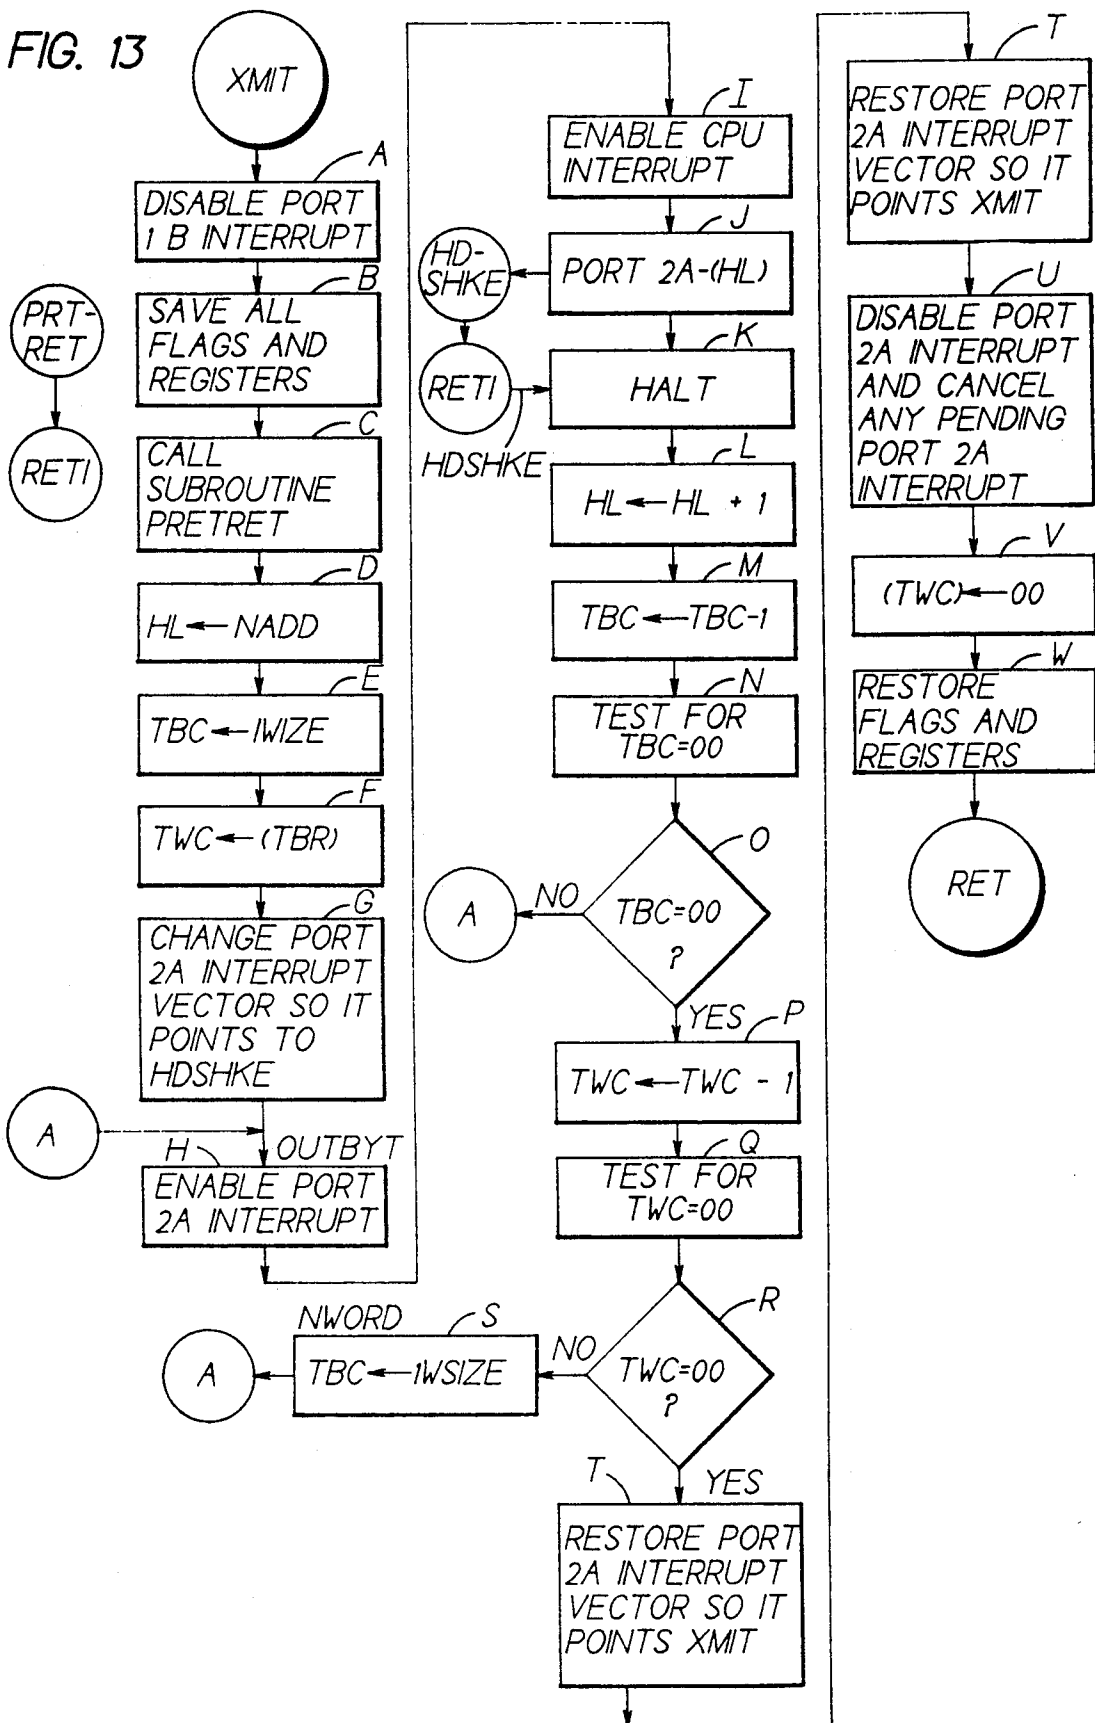 FIG. 13
XMIT
A
DISABLE PORT
1 B INTERRUPT
B
SAVE ALL
FLAGS AND
REGISTERS
PRT-
RET
RETI
C
CALL
SUBROUTINE
PRETRET
D
HL←NADD
E
TBC←IWIZE
F
TWC←(TBR)
G
CHANGE PORT
2A INTERRUPT
VECTOR SO IT
POINTS TO
HDSHKE
A
H
OUTBYT
ENABLE PORT
2A INTERRUPT
I
ENABLE CPU
INTERRUPT
J
PORT 2A-(HL)
HD-
SHKE
RETI
HDSHKE
K
HALT
L
HL←HL + 1
M
TBC←TBC-1
N
TEST FOR
TBC=00
O
TBC=00
?
NO
A
YES
P
TWC←TWC - 1
Q
TEST FOR
TWC=00
R
TWC=00
?
NO
NWORD
S
TBC←1WSIZE
A
YES
T
RESTORE PORT
2A INTERRUPT
VECTOR SO IT
POINTS XMIT
T
RESTORE PORT
2A INTERRUPT
VECTOR SO IT
POINTS XMIT
U
DISABLE PORT
2A INTERRUPT
AND CANCEL
ANY PENDING
PORT 2A
INTERRUPT
V
(TWC)←00
W
RESTORE
FLAGS AND
REGISTERS
RET